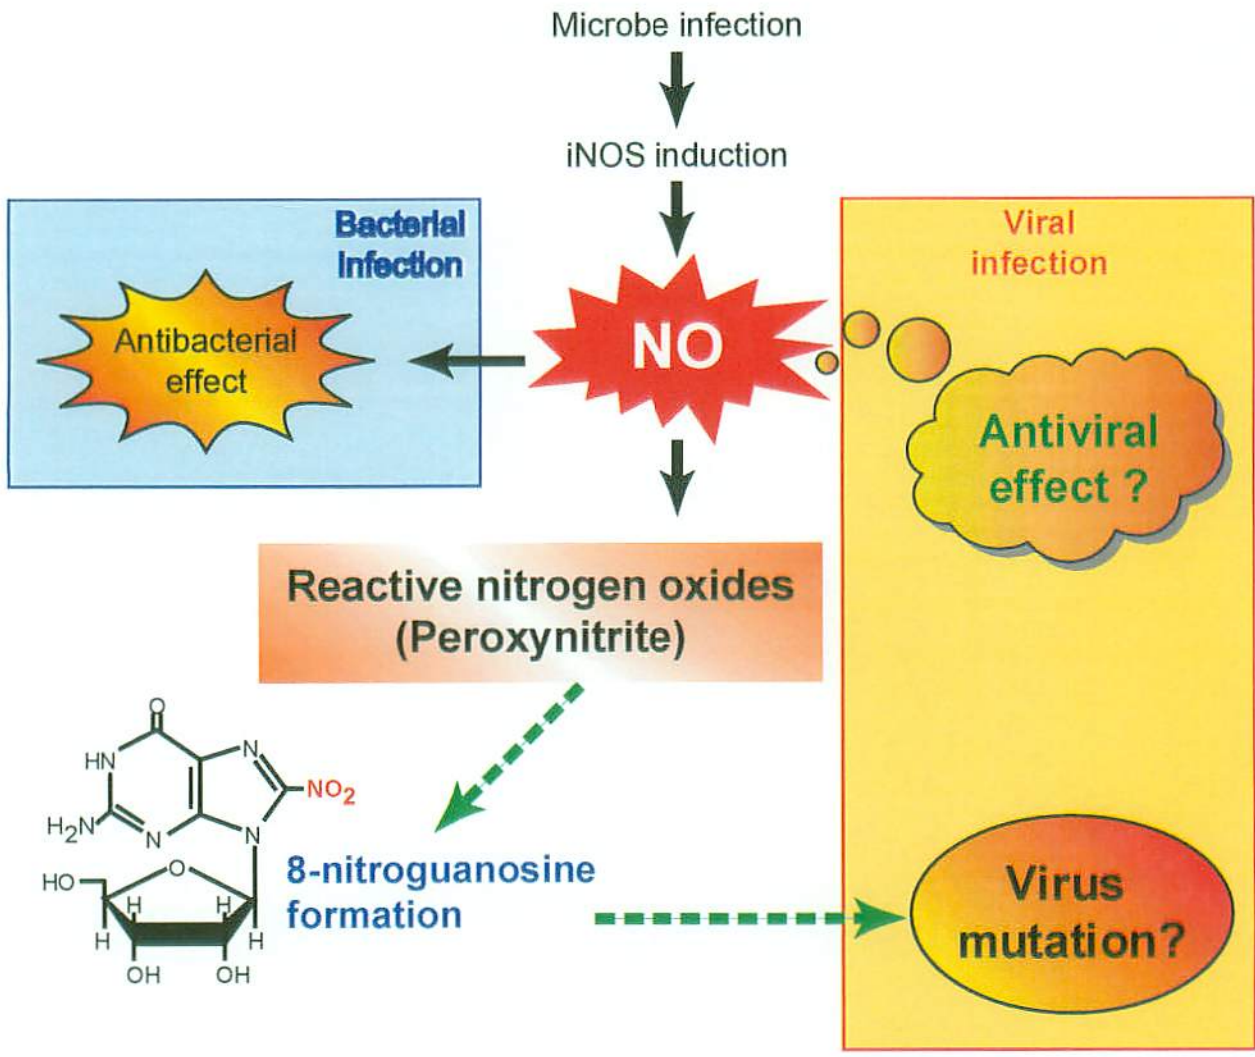 Microbe infection
iNOS induction
Bacterial
Infection
Viral
infection
Antibacterial
effect
NO
Antiviral
effect ?
Reactive nitrogen oxides
(Peroxynitrite)
O
HN
N
NO2
H2N
N
N
8-nitroguanosine
formation
HO
O
H
H
H
H
OH
OH
Virus
mutation?